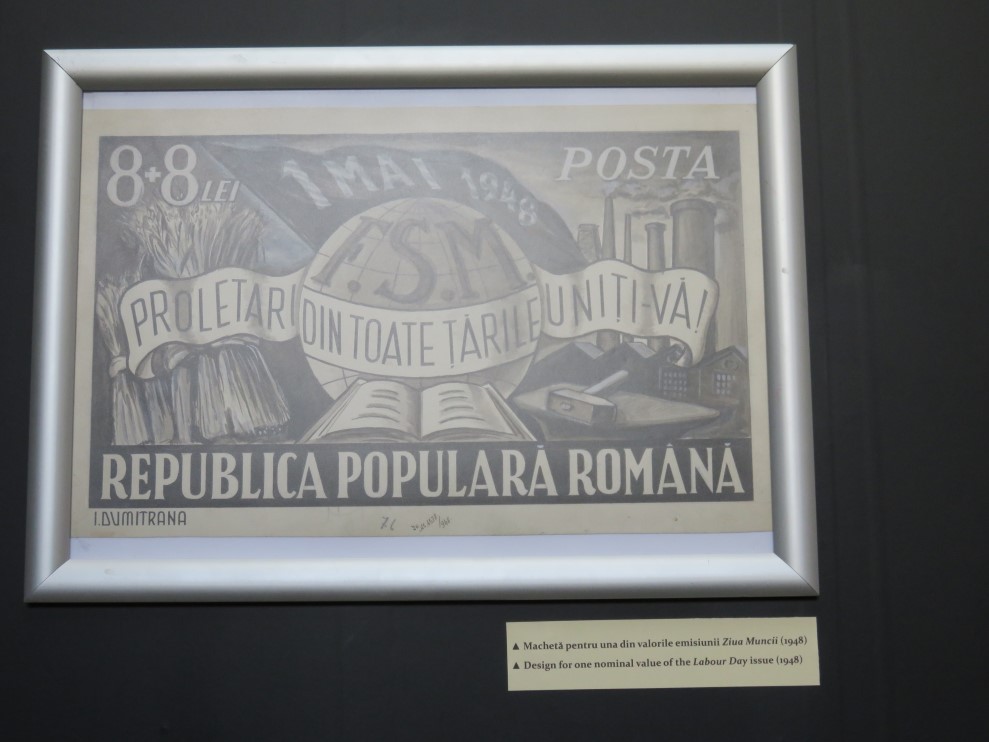 8+8 LEI
1 MAI 1948
POSTA
F.S.M.
PROLETARI DIN TOATE ȚĂRILE UNIȚI-VĂ!
REPUBLICA POPULARĂ ROMÂNĂ
I.DUMITRANA
▲ Machetă pentru una din valorile emisiunii Ziua Muncii (1948)
▲ Design for one nominal value of the Labour Day issue (1948)